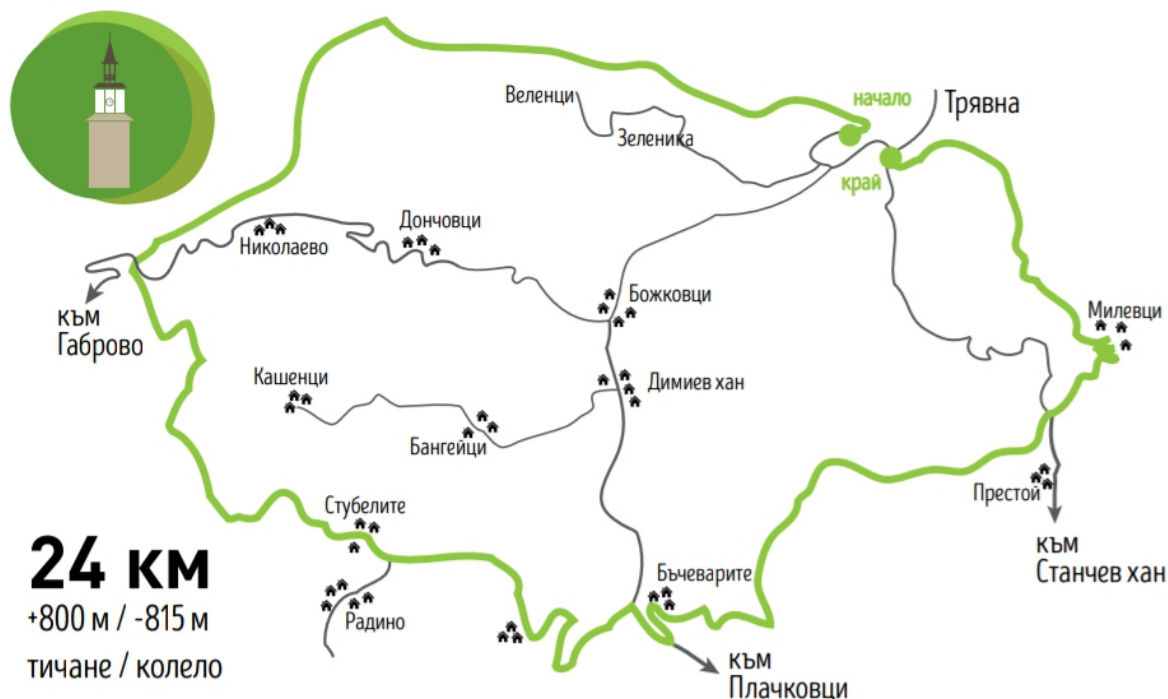 начало
Трявна
Веленци
Зеленика
край
Дончовци
Николаево
Божковци
Милевци
към
Габрово
Кашенци
Димиев хан
Бангейци
Престой
Стубелите
24 км
+800 м / -815 м
тичане / колело
Радино
Бъчеварите
към
Станчев хан
към
Плачковци